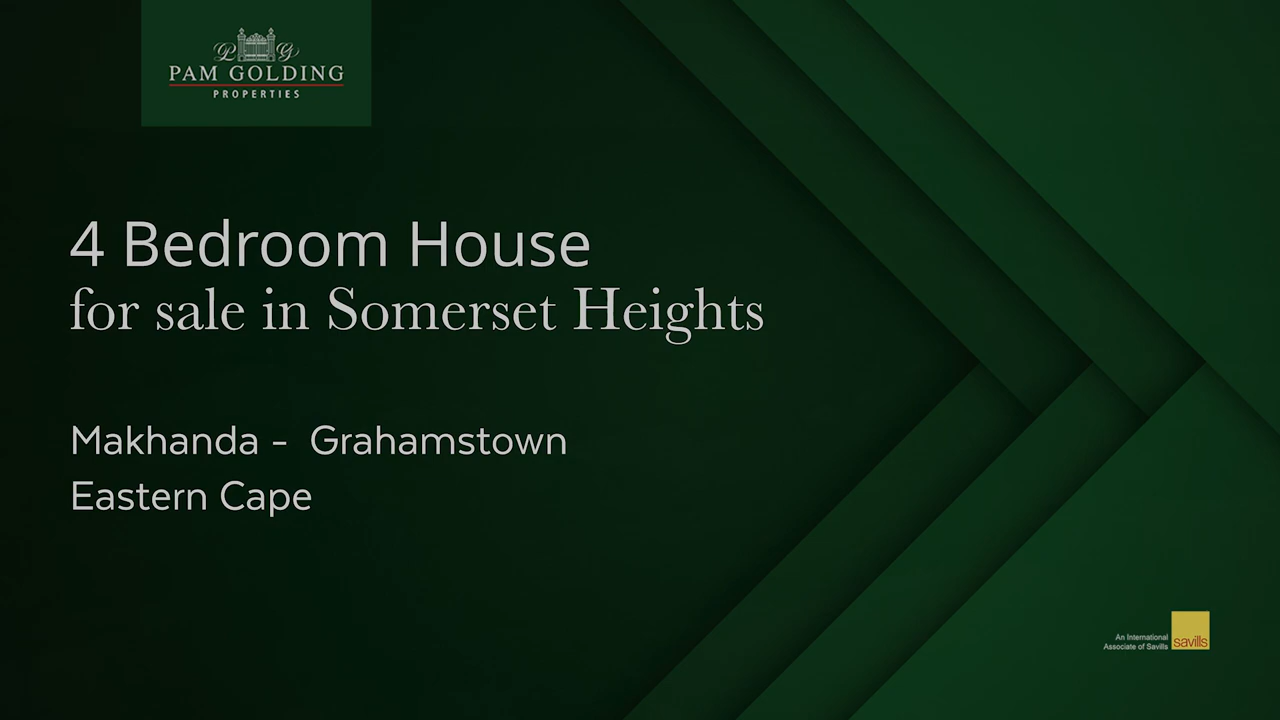 P G
PAM GOLDING
PROPERTIES
4 Bedroom House
for sale in Somerset Heights
Makhanda - Grahamstown
Eastern Cape
An International
Associate of Savills
savills